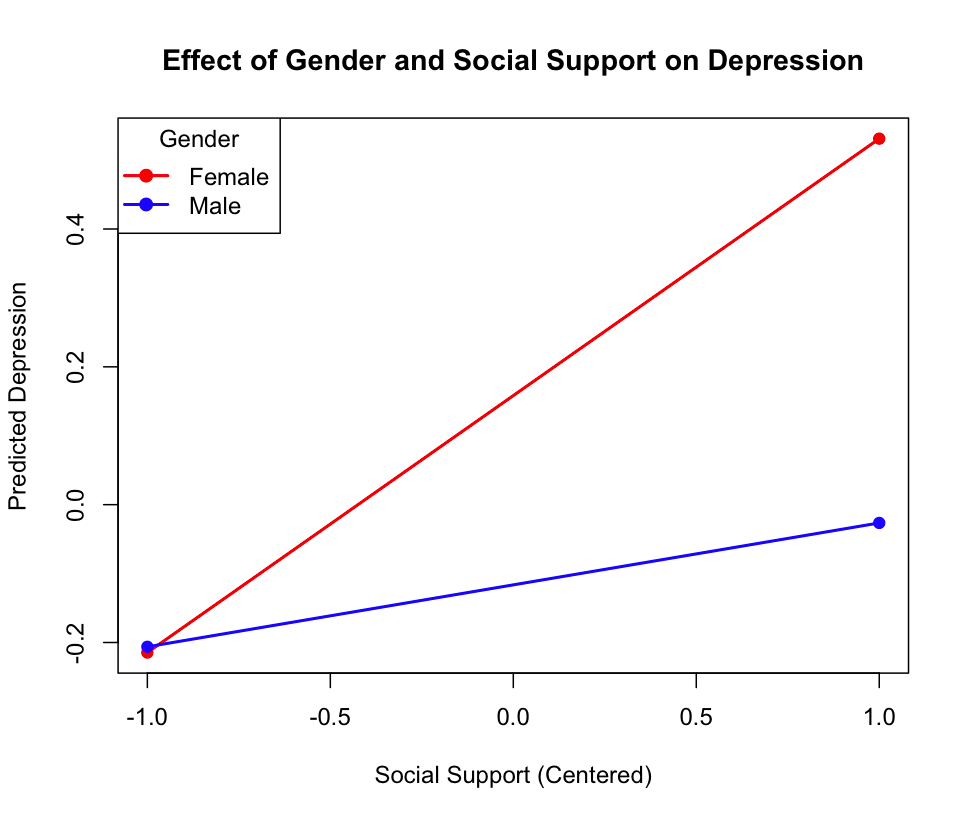 Effect of Gender and Social Support on Depression
Gender
Female
Male
Predicted Depression
0.4
0.2
0.0
-0.2
-1.0 -0.5 0.0 0.5 1.0
Social Support (Centered)